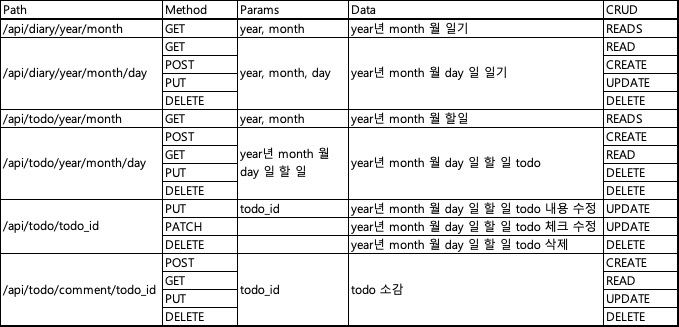 Path Method Params Data CRUD
/api/diary/year/month GET year, month year년 month 월 일기 READS
/api/diary/year/month/day GET year, month, day year년 month 월 day 일 일기 READ
POST CREATE
PUT UPDATE
DELETE DELETE
/api/todo/year/month GET year, month year년 month 월 할일 READS
/api/todo/year/month/day POST year년 month 월 day 일 할 일 year년 month 월 day 일 할 일 todo CREATE
GET READ
PUT DELETE
DELETE DELETE
/api/todo/todo_id PUT todo_id year년 month 월 day 일 할 일 todo 내용 수정 UPDATE
PATCH year년 month 월 day 일 할 일 todo 체크 수정 UPDATE
DELETE year년 month 월 day 일 할 일 todo 삭제 DELETE
/api/todo/comment/todo_id POST todo_id todo 소감 CREATE
GET READ
PUT UPDATE
DELETE DELETE